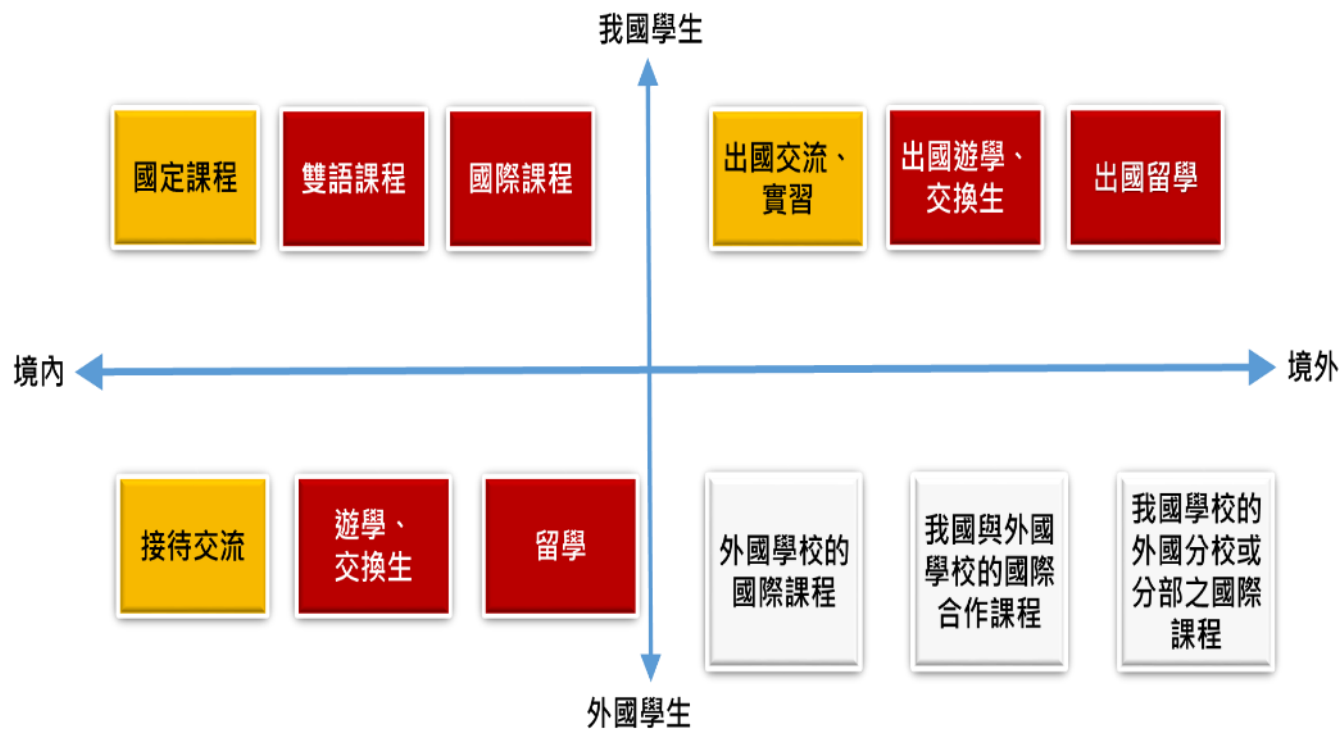 我國學生
國定課程
雙語課程
國際課程
出國交流、
實習
出國遊學、
交換生
出國留學
境內
境外
接待交流
遊學、
交換生
留學
外國學校的
國際課程
我國與外國
學校的國際
合作課程
我國學校的
外國分校或
分部之國際
課程
外國學生